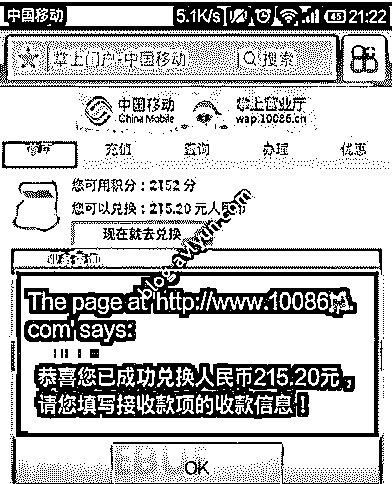 中国移动 5.1K/s 45 21:22
掌上门户-中国移动 搜索
中国移动 掌上营业厅
China Mobile wap.10086.cn
首页 充值 查询 办理 优惠
您可用积分：2152 分
您可以兑换：215.20 元人民币
现在就去兑换
业务查询
blog.avlyun.com
The page at 'http://www.10086
com' says:
恭喜您已成功兑换人民币215.20元，
请您填写接收款项的收款信息！
OK